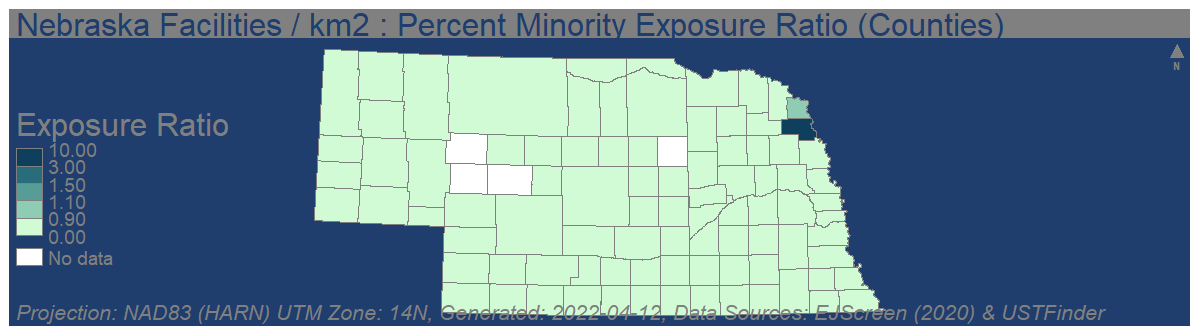 Nebraska Facilities / km2 : Percent Minority Exposure Ratio (Counties)
N
Exposure Ratio
10.00
3.00
1.50
1.10
0.90
0.00
No data
Projection: NAD83 (HARN) UTM Zone: 14N, Generated: 2022-04-12, Data Sources: EJScreen (2020) & USTFinder